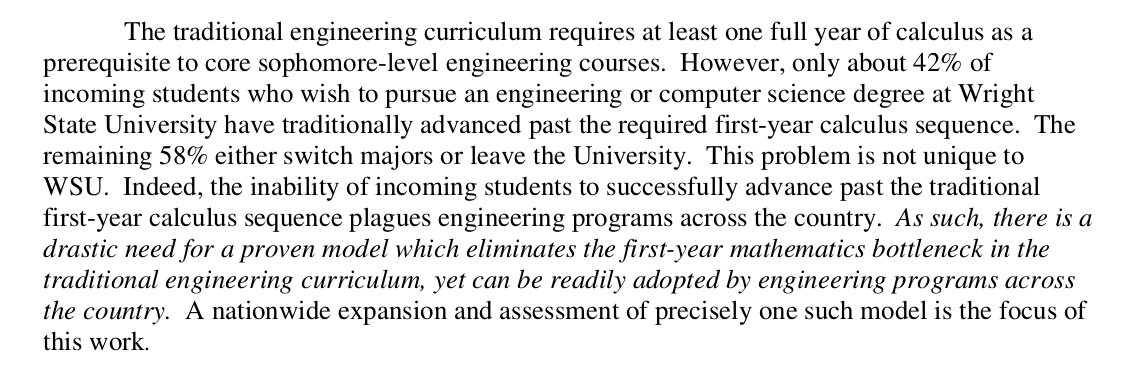 The traditional engineering curriculum requires at least one full year of calculus as a
prerequisite to core sophomore-level engineering courses.  However, only about 42% of
incoming students who wish to pursue an engineering or computer science degree at Wright
State University have traditionally advanced past the required first-year calculus sequence.  The
remaining 58% either switch majors or leave the University.  This problem is not unique to
WSU.  Indeed, the inability of incoming students to successfully advance past the traditional
first-year calculus sequence plagues engineering programs across the country.  As such, there is a
drastic need for a proven model which eliminates the first-year mathematics bottleneck in the
traditional engineering curriculum, yet can be readily adopted by engineering programs across
the country.  A nationwide expansion and assessment of precisely one such model is the focus of
this work.